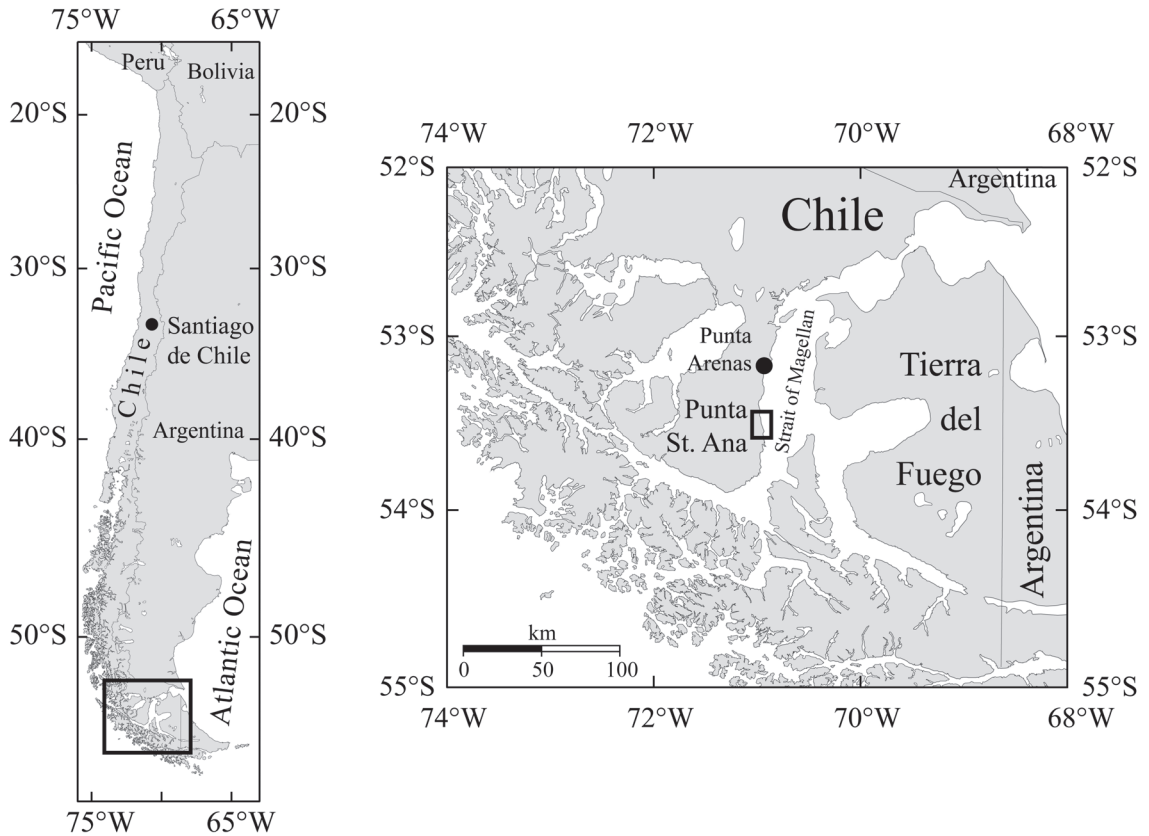 75°W 65°W
Peru
Bolivia
20°S 20°S
Pacific Ocean
30°S 30°S
Santiago
de Chile
Chile
Argentina
40°S 40°S
Atlantic Ocean
50°S 50°S
75°W 65°W
74°W 72°W 70°W 68°W
52°S 52°S
Argentina
Chile
53°S 53°S
Punta
Arenas
Strait of Magellan
Tierra
del
Fuego
Punta
St. Ana
54°S 54°S
Argentina
km
0 50 100
55°S 55°S
74°W 72°W 70°W 68°W